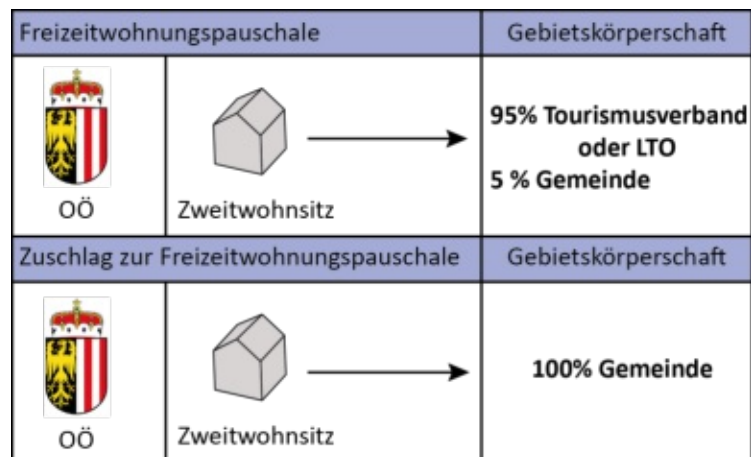 Freizeitwohnungspauschale
Gebietskörperschaft
OÖ
Zweitwohnsitz
95% Tourismusverband
oder LTO
5 % Gemeinde
Zuschlag zur Freizeitwohnungspauschale
Gebietskörperschaft
OÖ
Zweitwohnsitz
100% Gemeinde